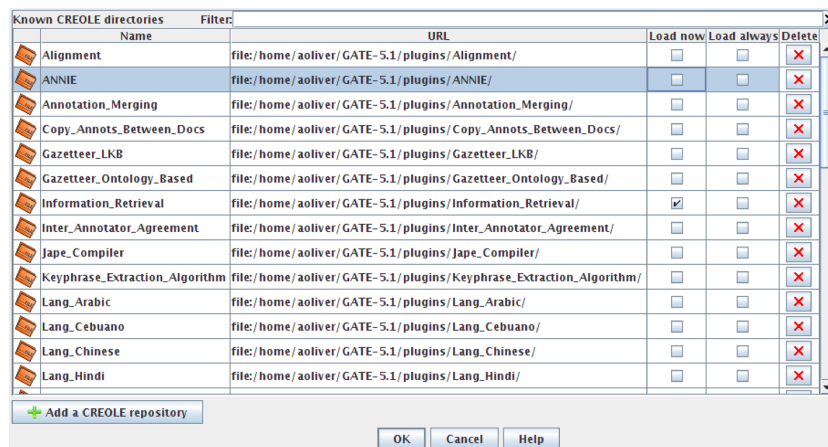 Known CREOLE directories Filter:
Name URL Load now Load always Delete
Alignment file:/home/aoliver/GATE-5.1/plugins/Alignment/
ANNIE file:/home/aoliver/GATE-5.1/plugins/ANNIE/
Annotation_Merging file:/home/aoliver/GATE-5.1/plugins/Annotation_Merging/
Copy_Annots_Between_Docs file:/home/aoliver/GATE-5.1/plugins/Copy_Annots_Between_Docs/
Gazetteer_LKB file:/home/aoliver/GATE-5.1/plugins/Gazetteer_LKB/
Gazetteer_Ontology_Based file:/home/aoliver/GATE-5.1/plugins/Gazetteer_Ontology_Based/
Information_Retrieval file:/home/aoliver/GATE-5.1/plugins/Information_Retrieval/
Inter_Annotator_Agreement file:/home/aoliver/GATE-5.1/plugins/Inter_Annotator_Agreement/
Jape_Compiler file:/home/aoliver/GATE-5.1/plugins/Jape_Compiler/
Keyphrase_Extraction_Algorithm file:/home/aoliver/GATE-5.1/plugins/Keyphrase_Extraction_Algorithm/
Lang_Arabic file:/home/aoliver/GATE-5.1/plugins/Lang_Arabic/
Lang_Cebuano file:/home/aoliver/GATE-5.1/plugins/Lang_Cebuano/
Lang_Chinese file:/home/aoliver/GATE-5.1/plugins/Lang_Chinese/
Lang_Hindi file:/home/aoliver/GATE-5.1/plugins/Lang_Hindi/
Add a CREOLE repository
OK Cancel Help